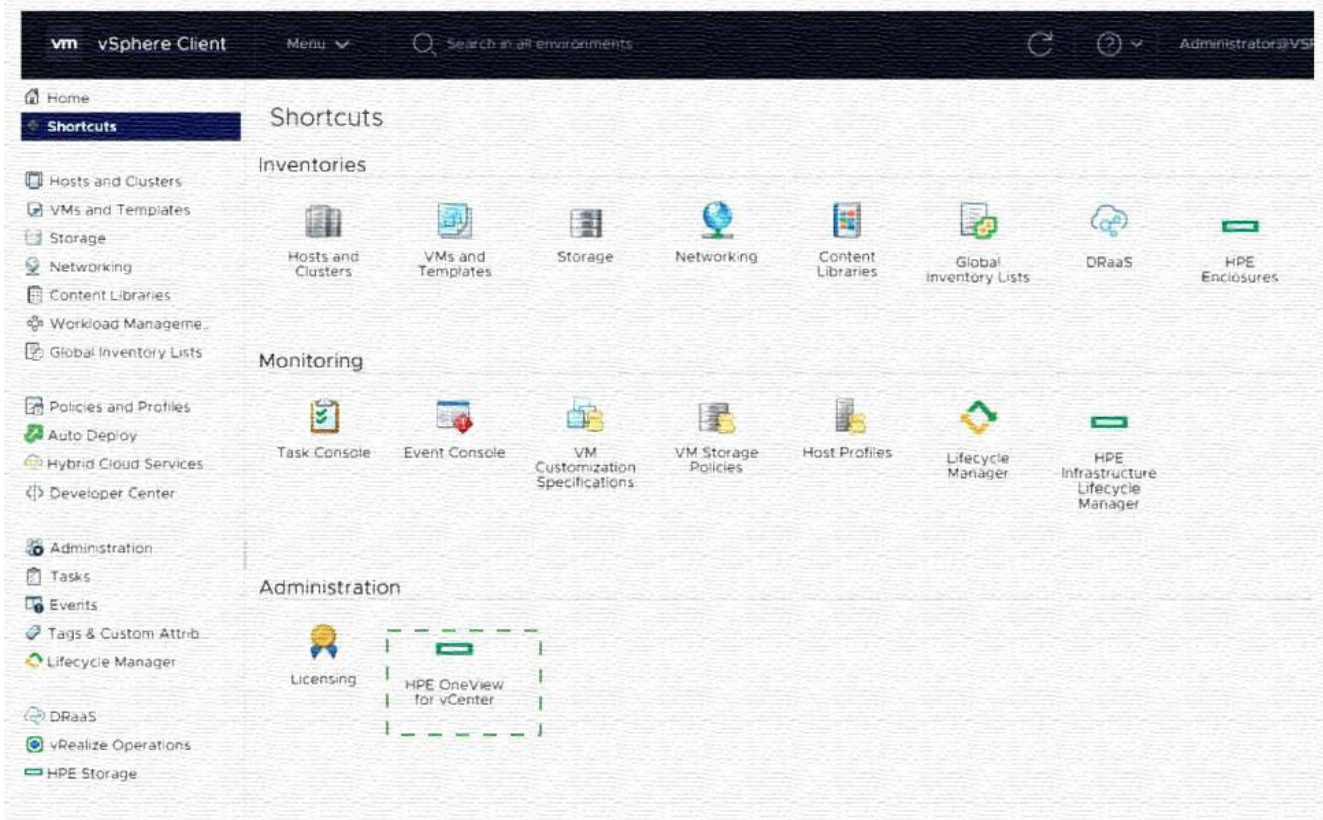 vm vSphere Client Menu Search in all environments Administrator@VSP
Home
Shortcuts
Hosts and Clusters
VMs and Templates
Storage
Networking
Content Libraries
Workload Manageme..
Global Inventory Lists
Policies and Profiles
Auto Deploy
Hybrid Cloud Services
Developer Center
Administration
Tasks
Events
Tags & Custom Attrib
Lifecycle Manager
DRaaS
vRealize Operations
HPE Storage
Shortcuts
Inventories
Hosts and
Clusters
VMs and
Templates
Storage
Networking
Content
Libraries
Global
Inventory Lists
DRaaS
HPE
Enclosures
Monitoring
Task Console
Event Console
VM
Customization
Specifications
VM Storage
Policies
Host Profiles
Lifecycle
Manager
HPE
Infrastructure
Lifecycle
Manager
Administration
Licensing
HPE OneView
for vCenter